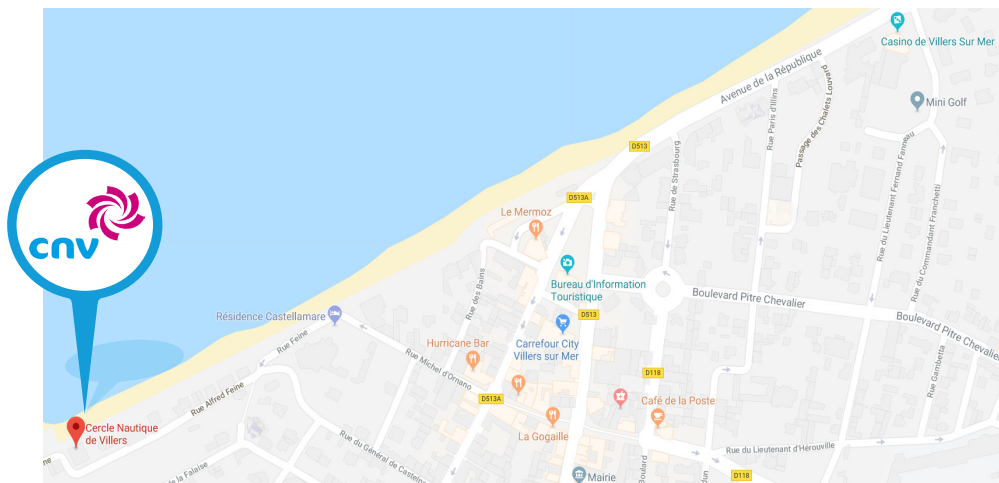 Casino de Villers Sur Mer
Avenue de la République
Mini Golf
Passage des Chalets Louvard
Rue Paris d'Illins
D513
Rue de Strasbourg
Rue du Lieutenant Fernand Fanneau
Rue du Commandant Franchetti
D513A
Le Mermoz
cnv
Bureau d'Information
Touristique
Rue des Bains
Boulevard Pitre Chevalier
Résidence Castellamare
D513
Boulevard Pitre Chevalier
Rue Feine
Hurricane Bar
Carrefour City
Villers sur Mer
Rue Michel d'Ornano
Rue Gambetta
D118
Rue Alfred Feine
D513A
Café de la Poste
Cercle Nautique
de Villers
La Gogaille
Rue du Général de Casteln
Rue du Lieutenant d'Hérouville
ne
de la Falaise
Boulard
dun
Mairie
D118